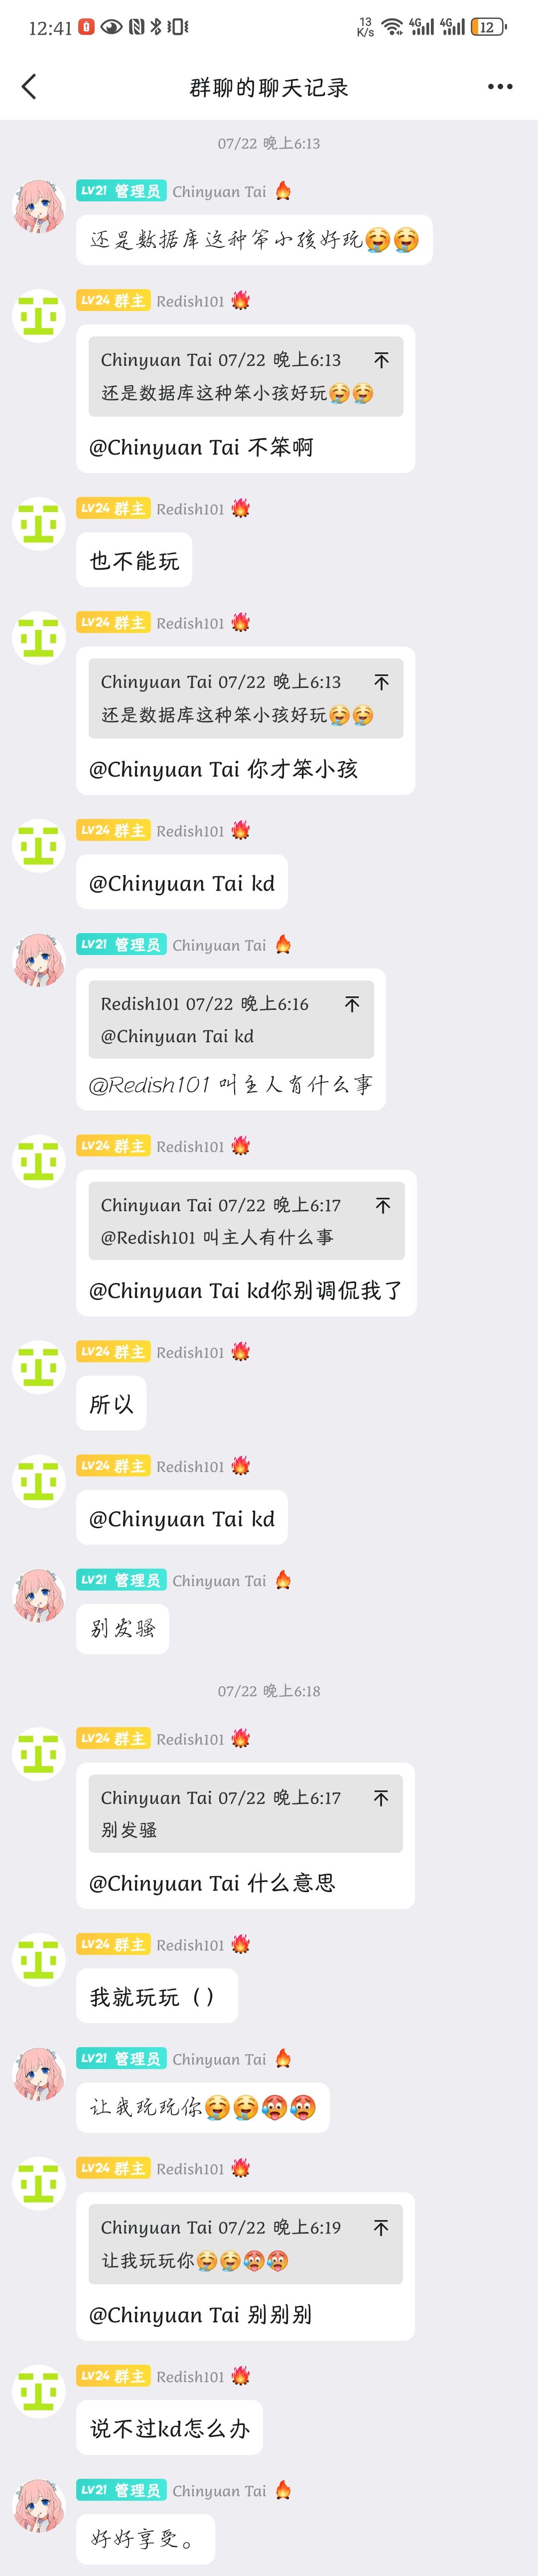 12:41
13
K/s
4G
4G
12
群聊的聊天记录
07/22 晚上6:13
LV21 管理员 Chinyuan Tai
还是数据库这种笨小孩好玩🤤🤤
LV24 群主 Redish101
Chinyuan Tai 07/22 晚上6:13
还是数据库这种笨小孩好玩🤤🤤
@Chinyuan Tai 不笨啊
LV24 群主 Redish101
也不能玩
LV24 群主 Redish101
Chinyuan Tai 07/22 晚上6:13
还是数据库这种笨小孩好玩🤤🤤
@Chinyuan Tai 你才笨小孩
LV24 群主 Redish101
@Chinyuan Tai kd
LV21 管理员 Chinyuan Tai
Redish101 07/22 晚上6:16
@Chinyuan Tai kd
@Redish101 叫主人有什么事
LV24 群主 Redish101
Chinyuan Tai 07/22 晚上6:17
@Redish101 叫主人有什么事
@Chinyuan Tai kd你别调侃我了
LV24 群主 Redish101
所以
LV24 群主 Redish101
@Chinyuan Tai kd
LV21 管理员 Chinyuan Tai
别发骚
07/22 晚上6:18
LV24 群主 Redish101
Chinyuan Tai 07/22 晚上6:17
别发骚
@Chinyuan Tai 什么意思
LV24 群主 Redish101
我就玩玩（）
LV21 管理员 Chinyuan Tai
让我玩玩你🤤🤤🥵🥵
LV24 群主 Redish101
Chinyuan Tai 07/22 晚上6:19
让我玩玩你🤤🤤🥵🥵
@Chinyuan Tai 别别别
LV24 群主 Redish101
说不过kd怎么办
LV21 管理员 Chinyuan Tai
好好享受。